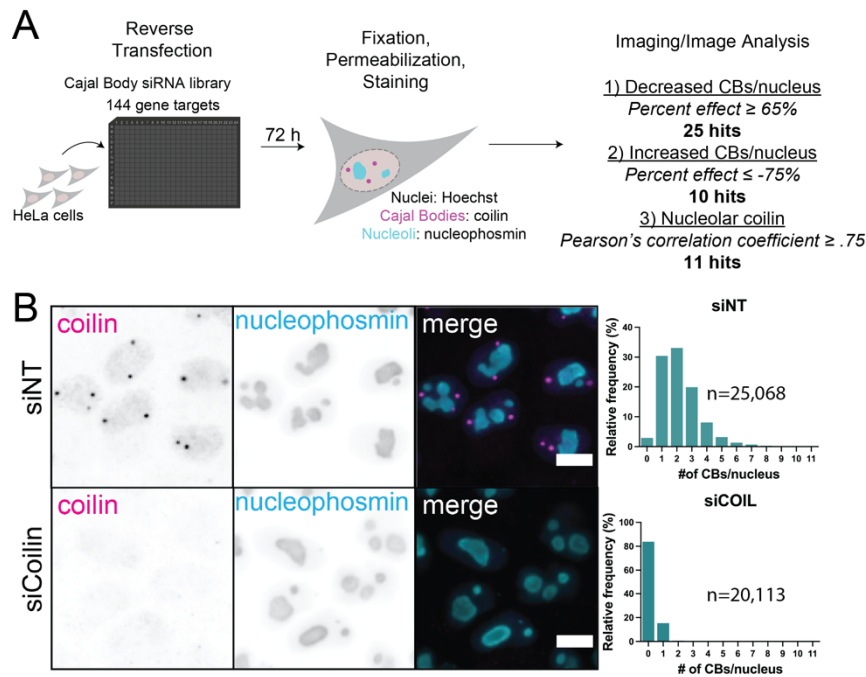 A
Reverse
Transfection
Cajal Body siRNA library
144 gene targets
HeLa cells
72 h
Fixation,
Permeabilization,
Staining
Nuclei: Hoechst
Cajal Bodies: coilin
Nucleoli: nucleophosmin
Imaging/Image Analysis
1) Decreased CBs/nucleus
Percent effect ≥ 65%
25 hits
2) Increased CBs/nucleus
Percent effect ≤ -75%
10 hits
3) Nucleolar coilin
Pearson's correlation coefficient ≥ .75
11 hits
B
siNT
coilin
nucleophosmin
merge
siNT
Relative frequency (%)
40
30
20
10
0
n=25,068
0 1 2 3 4 5 6 7 8 9 10 11
#of CBs/nucleus
siCoilin
coilin
nucleophosmin
merge
siCOIL
Relative frequency (%)
100
80
60
40
20
0
n=20,113
0 1 2 3 4 5 6 7 8 9 10 11
# of CBs/nucleus